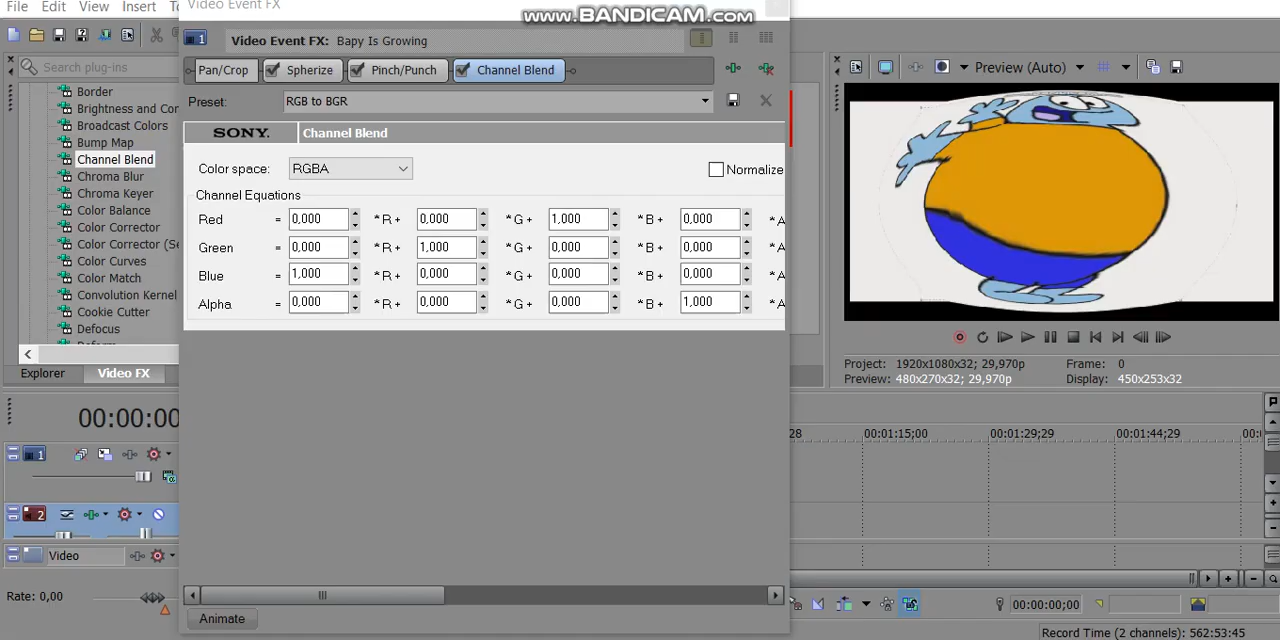 File Edit View Insert
Video Event FX
www.BANDICAM.com
1 Video Event FX: Bapy Is Growing
Search plug-ins
Pan/Crop Spherize Pinch/Punch Channel Blend
Preview (Auto)
Preset: RGB to BGR
Border
Brightness and Con
Broadcast Colors
Bump Map
Channel Blend
Chroma Blur
Chroma Keyer
Color Balance
Color Corrector
Color Corrector (Se
Color Curves
Color Match
Convolution Kernel
Cookie Cutter
Defocus
SONY. Channel Blend
Color space: RGBA Normalize
Channel Equations
Red = 0,000 *R + 0,000 *G + 1,000 *B + 0,000 *A
Green = 0,000 *R + 1,000 *G + 0,000 *B + 0,000 *A
Blue = 1,000 *R + 0,000 *G + 0,000 *B + 0,000 *A
Alpha = 0,000 *R + 0,000 *G + 0,000 *B + 1,000 *A
Explorer Video FX
Project: 1920x1080x32; 29,970p Frame: 0
Preview: 480x270x32; 29,970p Display: 450x253x32
00:00:00
28 00:01:15;00 00:01:29;29 00:01:44;29 00:0
1
2
Video
Rate: 0,00
Animate
00:00:00;00
Record Time (2 channels): 562:53:45